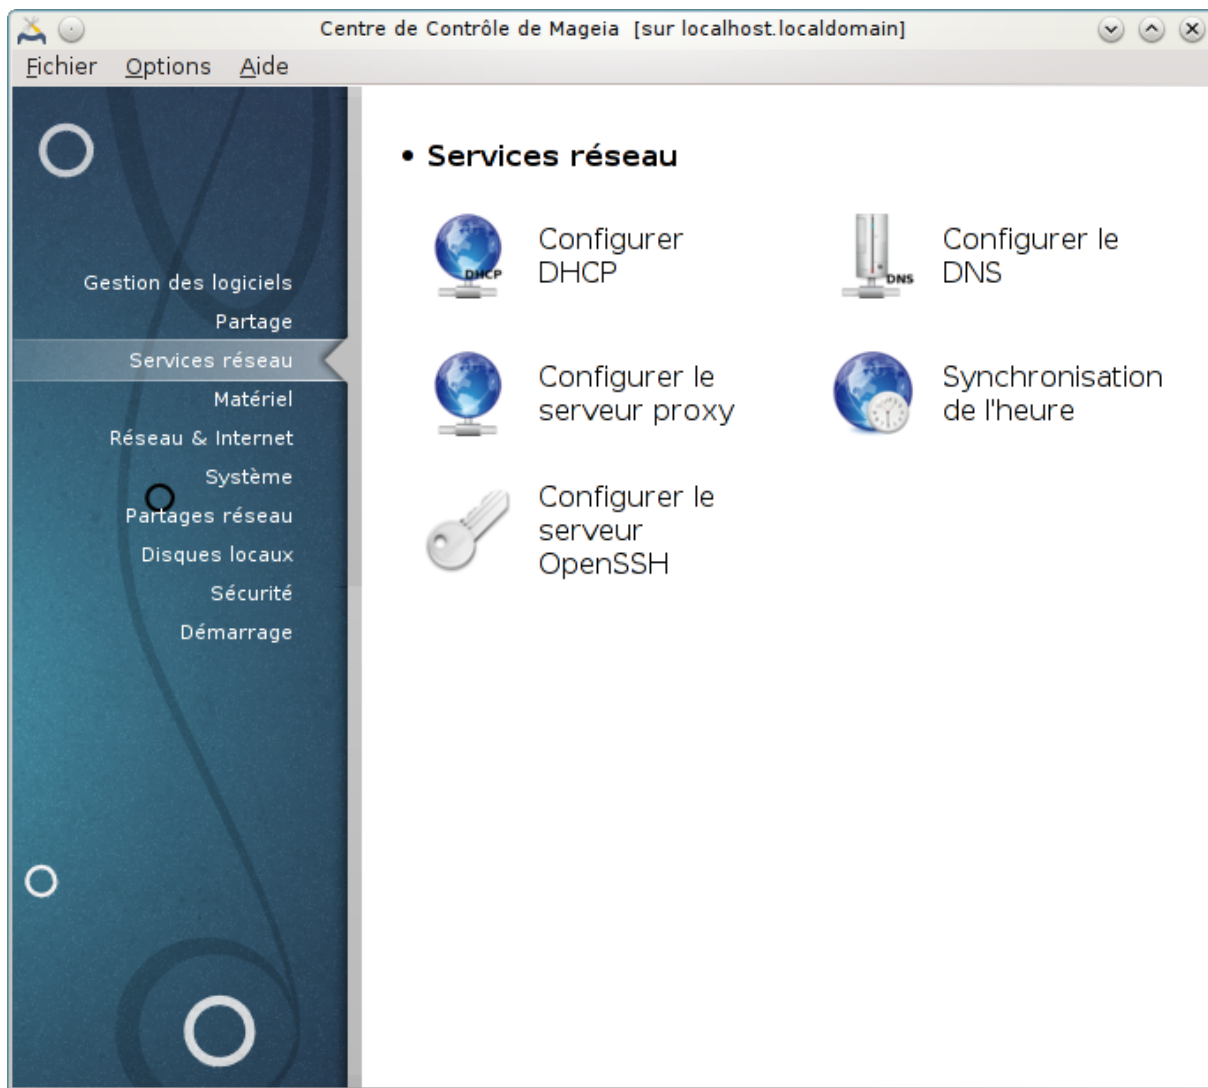 Centre de Contrôle de Mageia [sur localhost.localdomain]
Fichier Options Aide
Gestion des logiciels
Partage
Services réseau
Matériel
Réseau & Internet
Système
Partages réseau
Disques locaux
Sécurité
Démarrage
• Services réseau
DHCP
Configurer
DHCP
DNS
Configurer le
DNS
Configurer le
serveur proxy
Synchronisation
de l'heure
Configurer le
serveur
OpenSSH